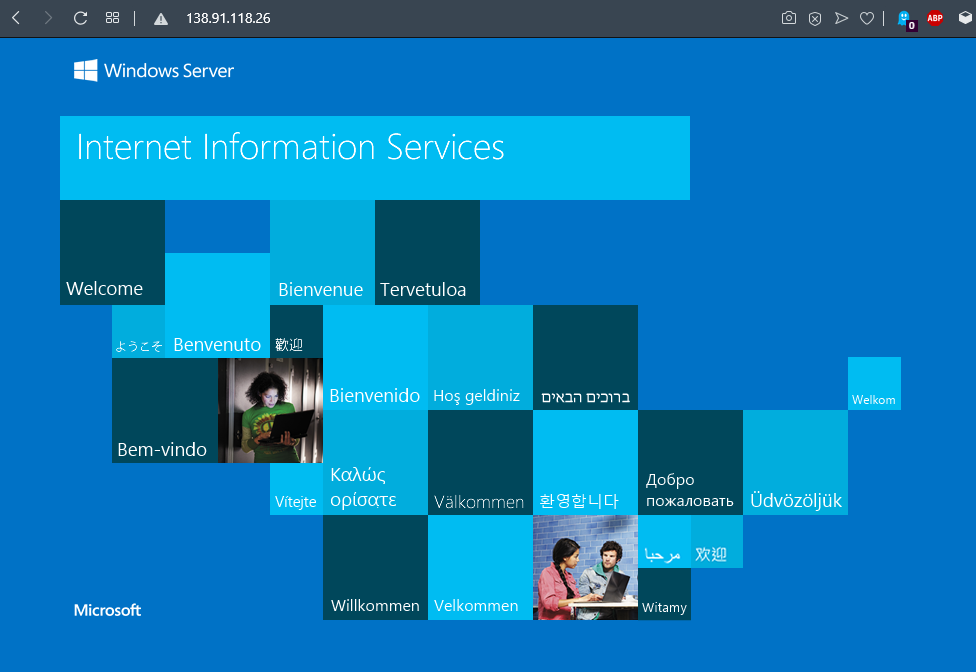 138.91.118.26
0
ABP
Windows Server
Internet Information Services
Welcome
Bienvenue
Tervetuloa
ようこそ
Benvenuto
歡迎
Bienvenido
Hoş geldiniz
ברוכים הבאים
Welkom
Bem-vindo
Vítejte
Καλώς
ορίσατε
Välkommen
환영합니다
Добро
пожаловать
Üdvözöljük
Willkommen
Velkommen
مرحبا
欢迎
Witamy
Microsoft